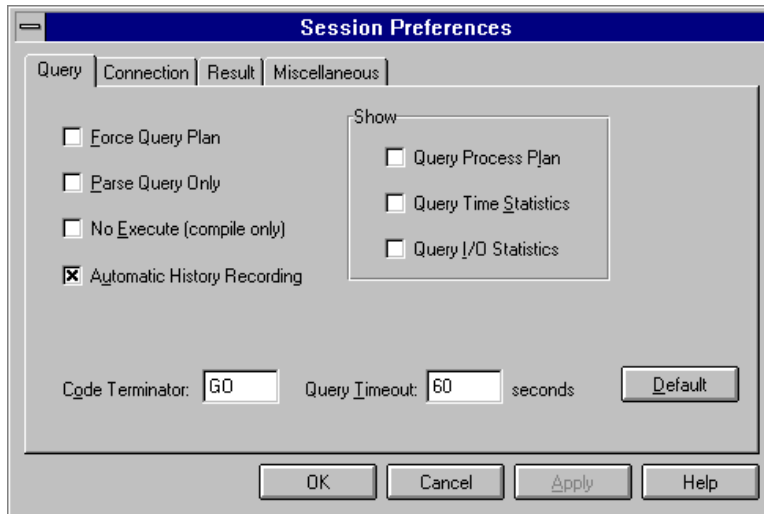 Session Preferences
Query Connection Result Miscellaneous
Force Query Plan
Parse Query Only
No Execute (compile only)
Automatic History Recording
Show
Query Process Plan
Query Time Statistics
Query I/O Statistics
Code Terminator: GO Query Timeout: 60 seconds Default
OK Cancel Apply Help